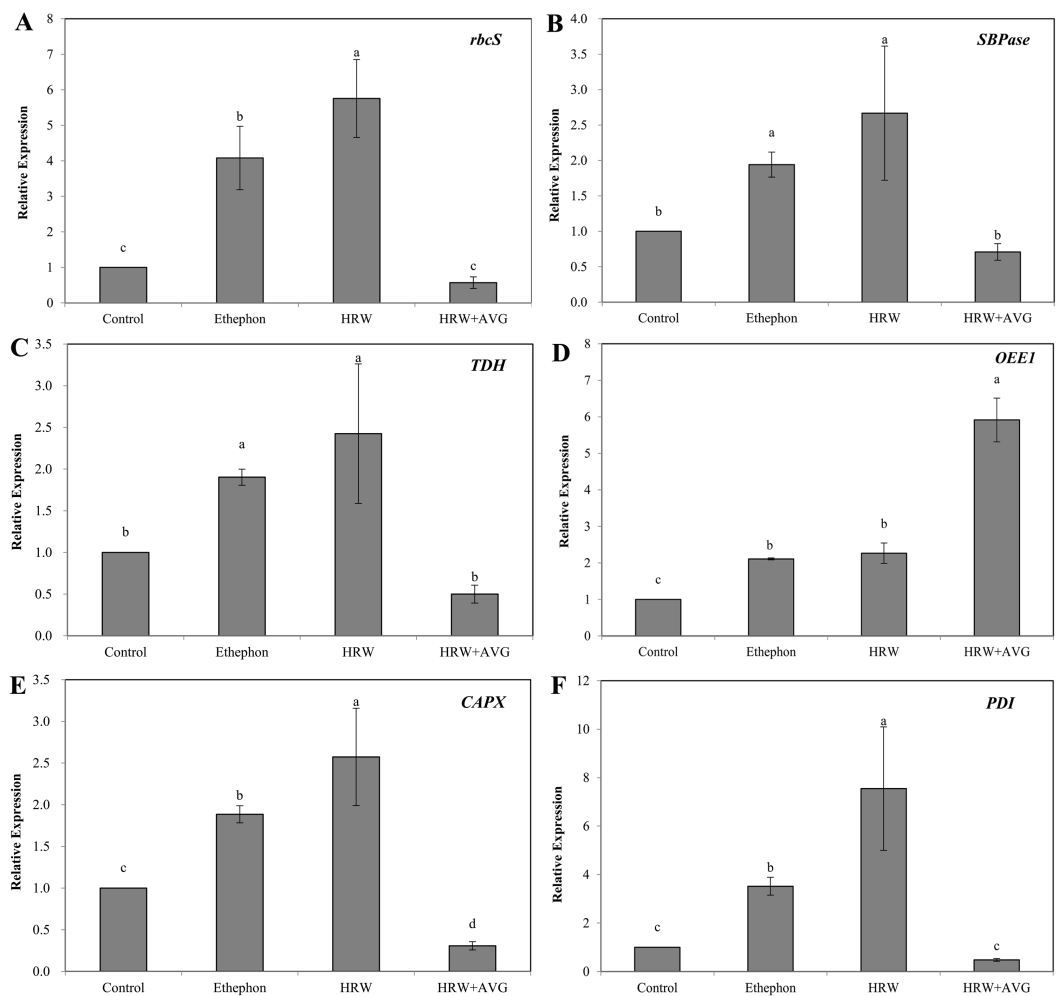 A
rbcS
Relative Expression
8
7
6
5
4
3
2
1
0
c
b
a
c
Control Ethephon HRW HRW+AVG
B
SBPase
Relative Expression
4.0
3.5
3.0
2.5
2.0
1.5
1.0
0.5
0.0
b
a
a
b
Control Ethephon HRW HRW+AVG
C
TDH
Relative Expression
3.5
3.0
2.5
2.0
1.5
1.0
0.5
0.0
b
a
a
b
Control Ethephon HRW HRW+AVG
D
OEE1
Relative Expression
8
7
6
5
4
3
2
1
0
c
b
b
a
Control Ethephon HRW HRW+AVG
E
CAPX
Relative Expression
3.5
3.0
2.5
2.0
1.5
1.0
0.5
0.0
c
b
a
d
Control Ethephon HRW HRW+AVG
F
PDI
Relative Expression
12
10
8
6
4
2
0
c
b
a
c
Control Ethephon HRW HRW+AVG